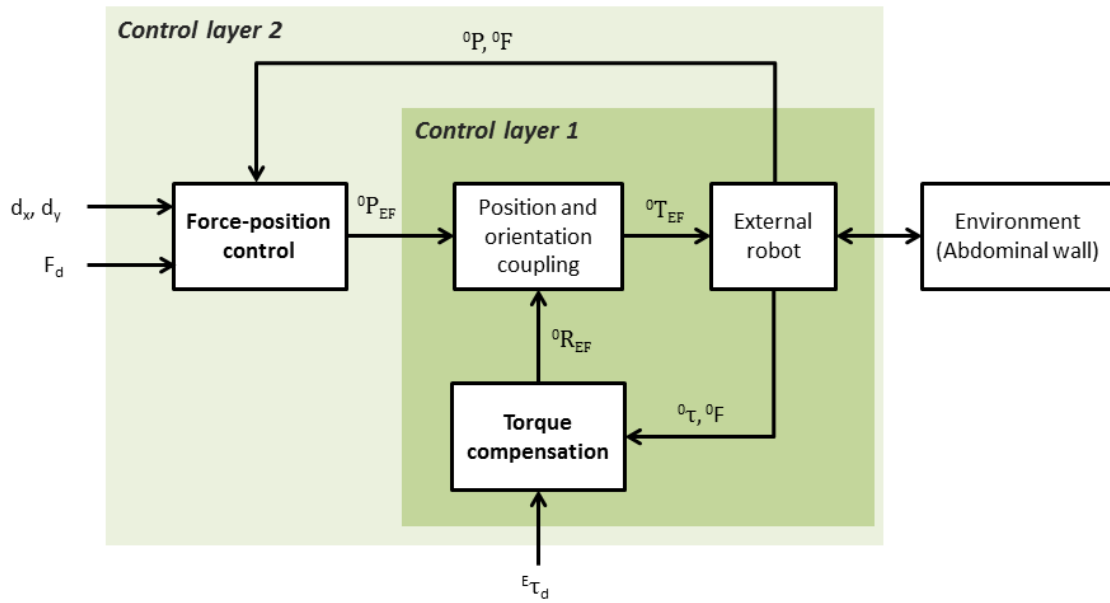 Control layer 2
⁰P, ⁰F
Control layer 1
dₓ, d_y
F_d
Force-position
control
⁰P_EF
Position and
orientation
coupling
⁰T_EF
External
robot
Environment
(Abdominal wall)
⁰R_EF
Torque
compensation
⁰τ, ⁰F
ᴱτ_d